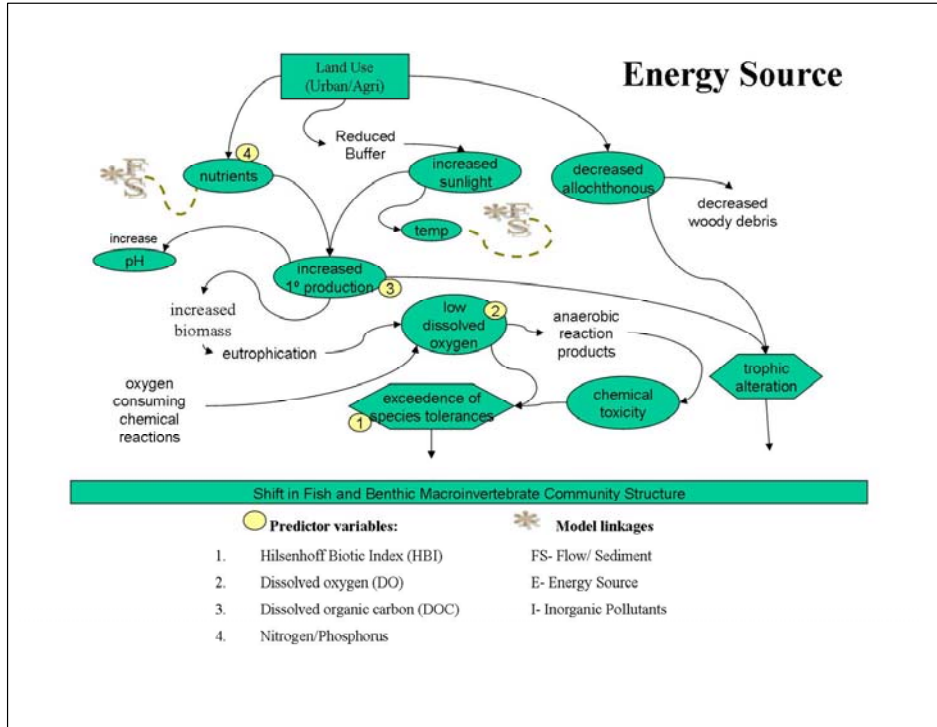 Energy Source
Land Use
(Urban/Agri)
Reduced
Buffer
4
nutrients
*F
S
increased
sunlight
decreased
allochthonous
decreased
woody debris
temp
*F
S
increase
pH
increased
1º production
3
increased
biomass
eutrophication
low
dissolved
oxygen
2
anaerobic
reaction
products
oxygen
consuming
chemical
reactions
exceedence of
species tolerances
1
chemical
toxicity
trophic
alteration
Shift in Fish and Benthic Macroinvertebrate Community Structure
Predictor variables:
1. Hilsenhoff Biotic Index (HBI)
2. Dissolved oxygen (DO)
3. Dissolved organic carbon (DOC)
4. Nitrogen/Phosphorus
* Model linkages
FS- Flow/ Sediment
E- Energy Source
I- Inorganic Pollutants